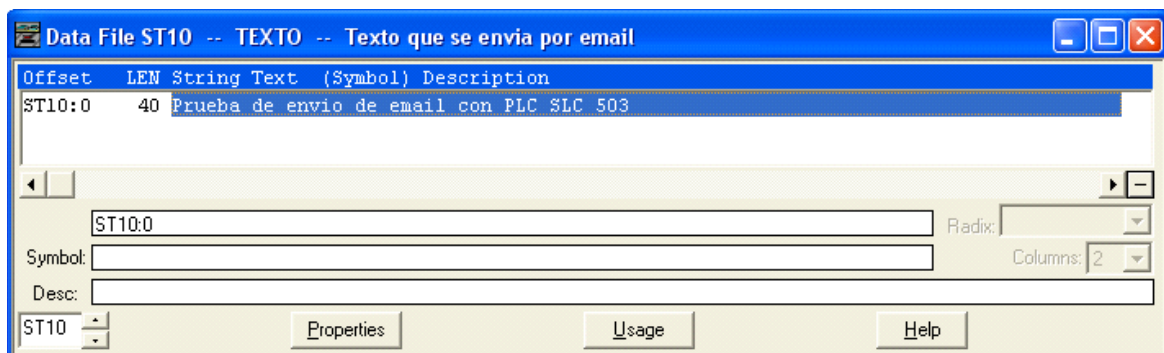 Data File ST10 -- TEXTO -- Texto que se envia por email
Offset LEN String Text (Symbol) Description
ST10:0 40 Prueba de envio de email con PLC SLC 503
ST10:0
Radix:
Symbol:
Columns: 2
Desc:
ST10 Properties Usage Help